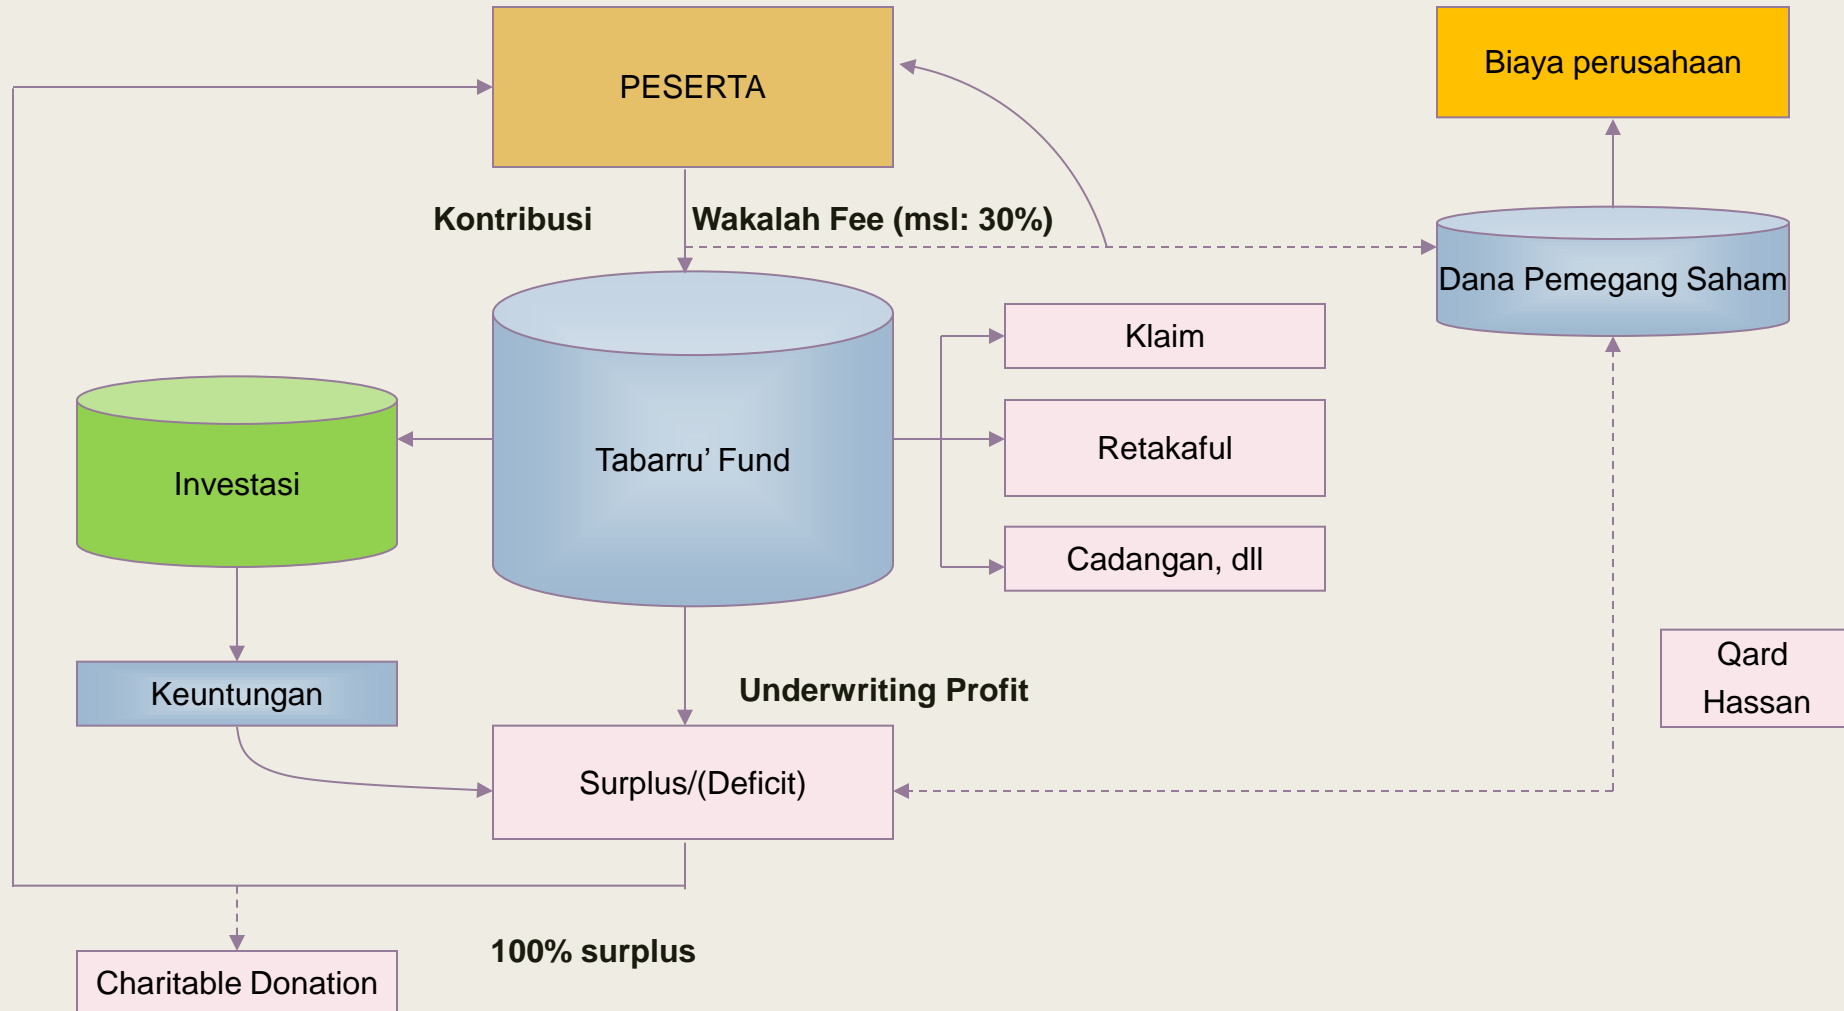 PESERTA
Biaya perusahaan
Kontribusi
Wakalah Fee (msl: 30%)
Dana Pemegang Saham
Klaim
Tabarru’ Fund
Retakaful
Investasi
Cadangan, dll
Keuntungan
Underwriting Profit
Qard
Hassan
Surplus/(Deficit)
100% surplus
Charitable Donation